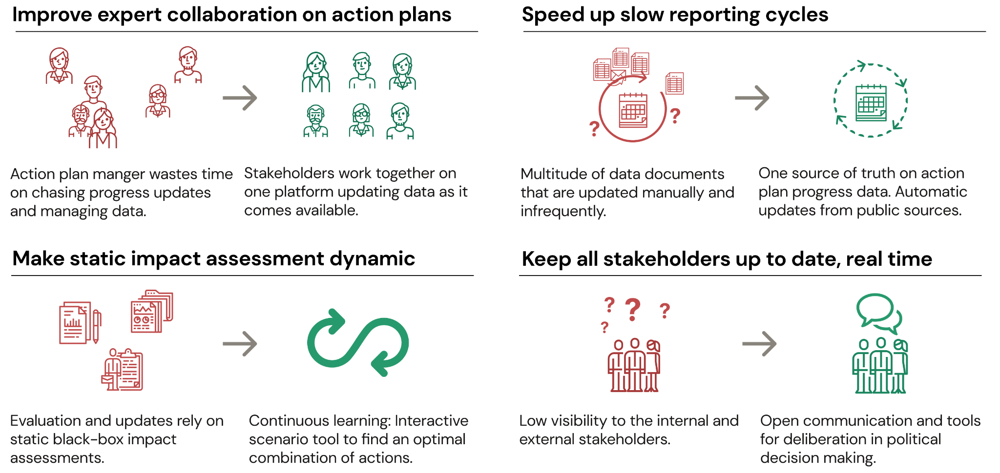 Improve expert collaboration on action plans
Action plan manger wastes time
on chasing progress updates
and managing data.
Stakeholders work together on
one platform updating data as it
comes available.
Speed up slow reporting cycles
?
?
Multitude of data documents
that are updated manually and
infrequently.
One source of truth on action
plan progress data. Automatic
updates from public sources.
Make static impact assessment dynamic
Evaluation and updates rely on
static black-box impact
assessments.
Continuous learning: Interactive
scenario tool to find an optimal
combination of actions.
Keep all stakeholders up to date, real time
? ? ?
?
Low visibility to the internal and
external stakeholders.
Open communication and tools
for deliberation in political
decision making.